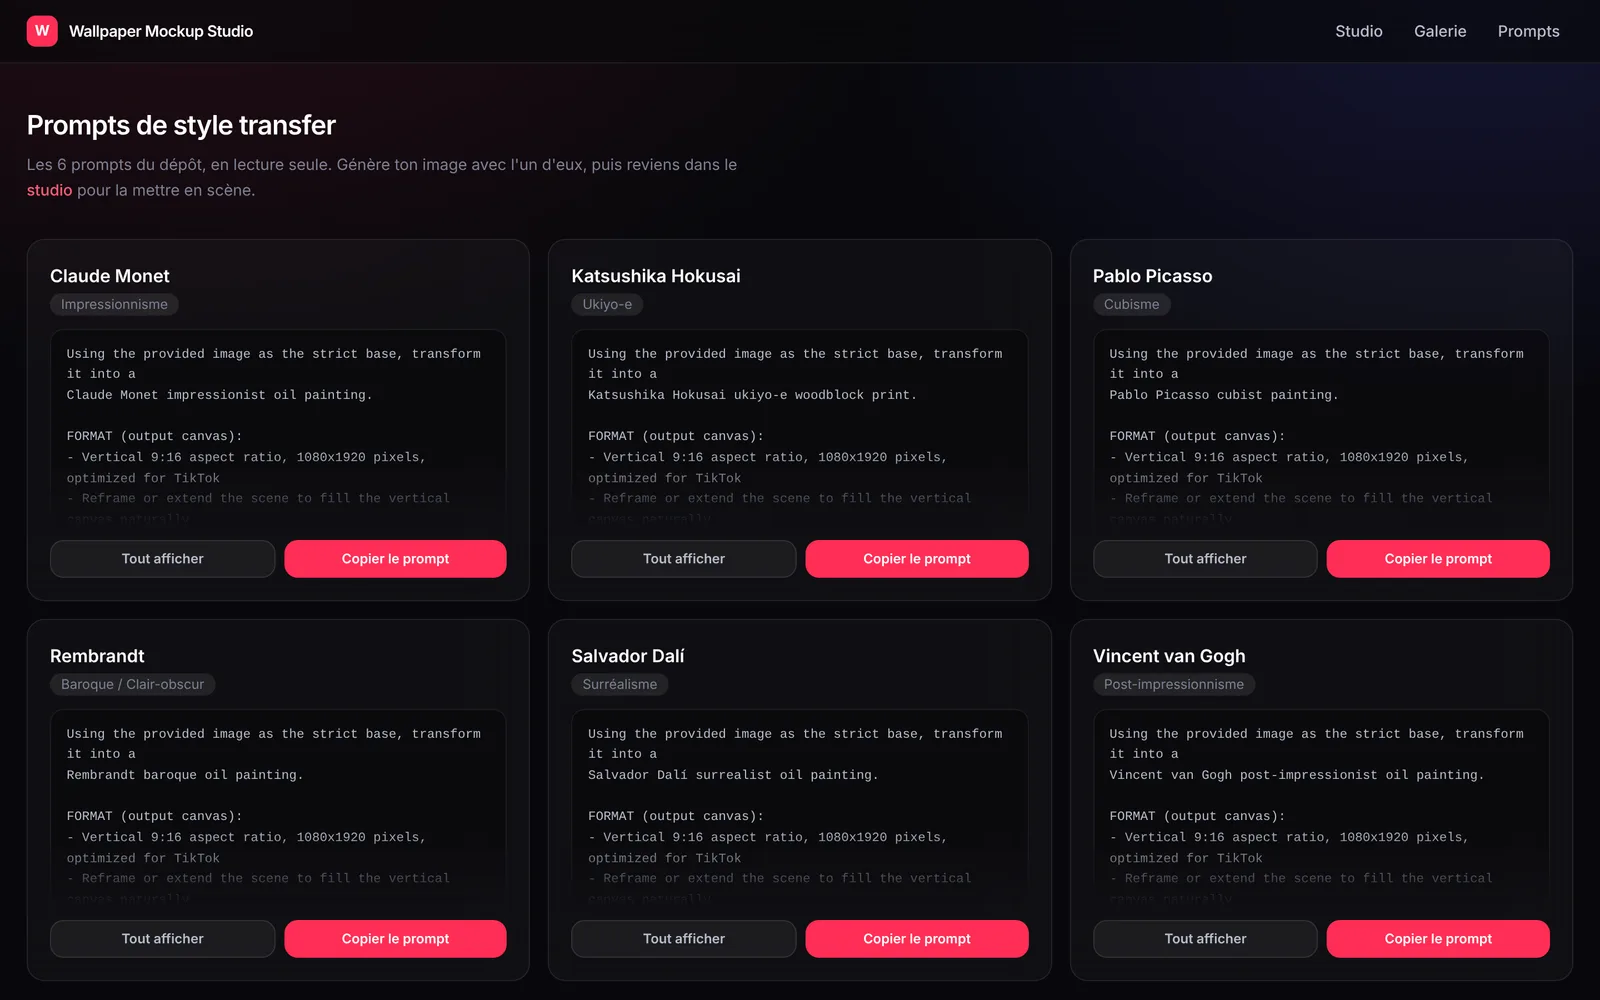 W
Wallpaper Mockup Studio
Studio
Galerie
Prompts
Prompts de style transfer
Les 6 prompts du dépôt, en lecture seule. Génère ton image avec l'un d'eux, puis reviens dans le
studio pour la mettre en scène.
Claude Monet
Impressionnisme
Using the provided image as the strict base, transform
it into a
Claude Monet impressionist oil painting.
FORMAT (output canvas):
- Vertical 9:16 aspect ratio, 1080x1920 pixels,
optimized for TikTok
- Reframe or extend the scene to fill the vertical
canvas naturally
Tout afficher
Copier le prompt
Katsushika Hokusai
Ukiyo-e
Using the provided image as the strict base, transform
it into a
Katsushika Hokusai ukiyo-e woodblock print.
FORMAT (output canvas):
- Vertical 9:16 aspect ratio, 1080x1920 pixels,
optimized for TikTok
- Reframe or extend the scene to fill the vertical
canvas naturally
Tout afficher
Copier le prompt
Pablo Picasso
Cubisme
Using the provided image as the strict base, transform
it into a
Pablo Picasso cubist painting.
FORMAT (output canvas):
- Vertical 9:16 aspect ratio, 1080x1920 pixels,
optimized for TikTok
- Reframe or extend the scene to fill the vertical
canvas naturally
Tout afficher
Copier le prompt
Rembrandt
Baroque / Clair-obscur
Using the provided image as the strict base, transform
it into a
Rembrandt baroque oil painting.
FORMAT (output canvas):
- Vertical 9:16 aspect ratio, 1080x1920 pixels,
optimized for TikTok
- Reframe or extend the scene to fill the vertical
canvas naturally
Tout afficher
Copier le prompt
Salvador Dalí
Surréalisme
Using the provided image as the strict base, transform
it into a
Salvador Dalí surrealist oil painting.
FORMAT (output canvas):
- Vertical 9:16 aspect ratio, 1080x1920 pixels,
optimized for TikTok
- Reframe or extend the scene to fill the vertical
canvas naturally
Tout afficher
Copier le prompt
Vincent van Gogh
Post-impressionnisme
Using the provided image as the strict base, transform
it into a
Vincent van Gogh post-impressionist oil painting.
FORMAT (output canvas):
- Vertical 9:16 aspect ratio, 1080x1920 pixels,
optimized for TikTok
- Reframe or extend the scene to fill the vertical
canvas naturally
Tout afficher
Copier le prompt